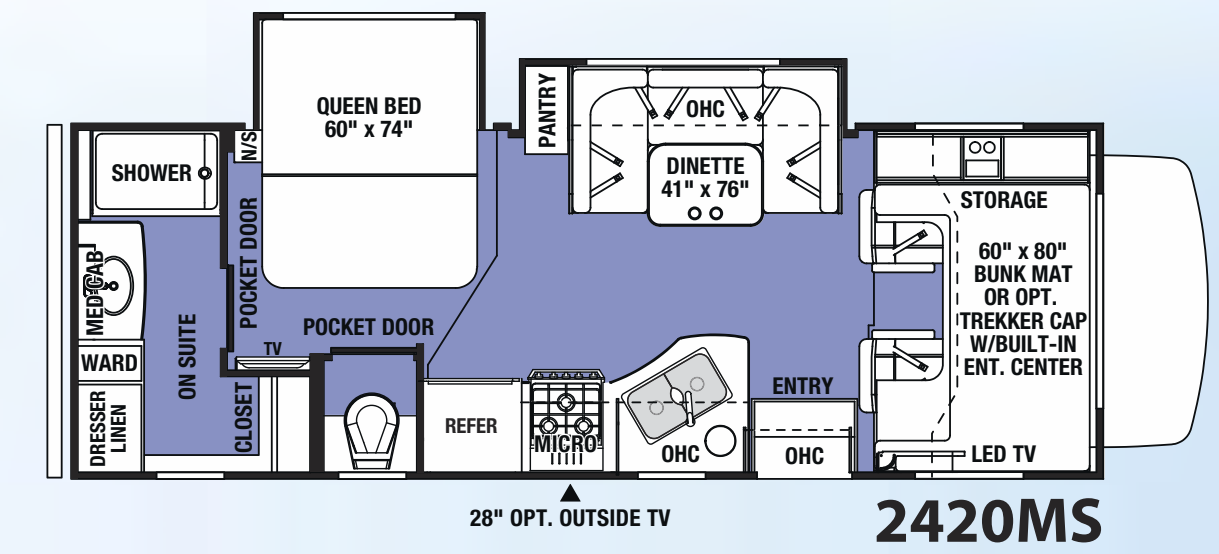 QUEEN BED
60" x 74"
N/S
SHOWER
POCKET DOOR
MED CAB
ON SUITE
WARD
DRESSER
LINEN
CLOSET
TV
POCKET DOOR
PANTRY
OHC
DINETTE
41" x 76"
REFER
MICRO
OHC
ENTRY
OHC
STORAGE
60" x 80"
BUNK MAT
OR OPT.
TREKKER CAP
W/BUILT-IN
ENT. CENTER
LED TV
28" OPT. OUTSIDE TV
2420MS